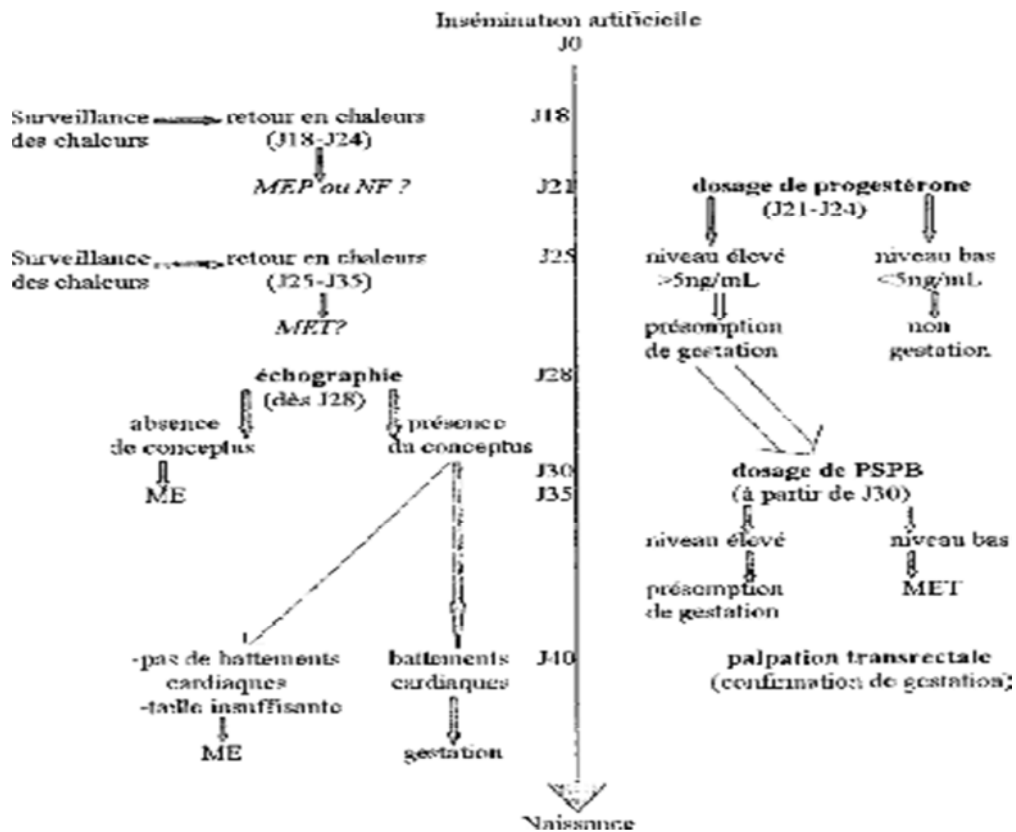 Insémination artificielle
J0
Surveillance
des chaleurs
retour en chaleurs
(J18-J24)
J18
MEP ou NF ?
J21
dosage de progestérone
(J21-J24)
Surveillance
des chaleurs
retour en chaleurs
(J25-J35)
J25
niveau élevé
>5ng/mL
niveau bas
<5ng/mL
MET?
présomption
de gestation
non
gestation
échographie
(dès J28)
J28
absence
de conceptus
présence
du conceptus
J30
dosage de PSPB
(à partir de J30)
ME
J35
niveau élevé
niveau bas
présomption
de gestation
MET
-pas de battements
cardiaques
-taille insuffisante
battements
cardiaques
J40
palpation transrectale
(confirmation de gestation)
ME
gestation
Naissance